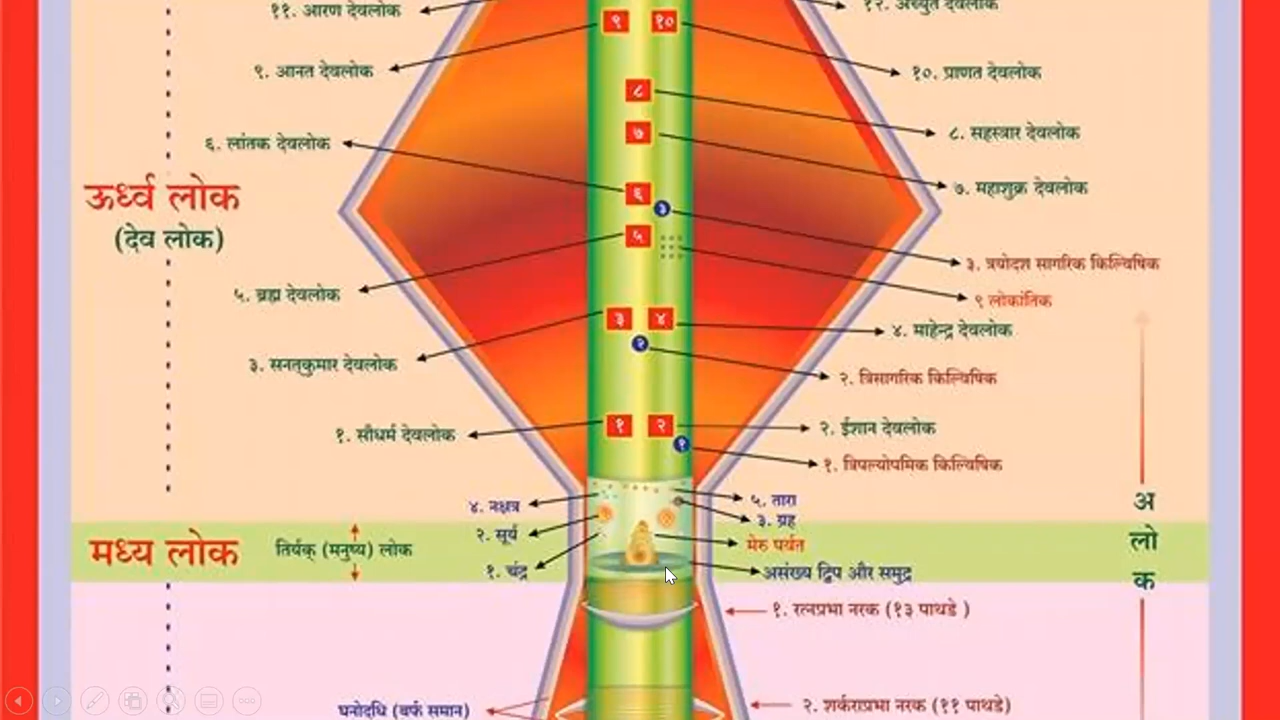 ११. आरण देवलोक
१२. अच्युत देवलोक
९ १०
९. आनत देवलोक
१०. प्राणत देवलोक
८
७
६. लांतक देवलोक
८. सहस्त्रार देवलोक
ऊर्ध्व लोक
(देव लोक)
६
३
७. महाशुक्र देवलोक
५
३. त्रयोदश सागरिक किल्विषिक
५. ब्रह्म देवलोक
९ लोकांतिक
३ ४
४. माहेन्द्र देवलोक
२
३. सनत्कुमार देवलोक
२. त्रिसागरिक किल्विषिक
१ २
१. सौधर्म देवलोक
२. ईशान देवलोक
१
१. त्रिपल्योपमिक किल्विषिक
४. नक्षत्र
५. तारा
३. ग्रह
२. सूर्य
मध्य लोक
तिर्यक् (मनुष्य) लोक
मेरु पर्वत
१. चंद्र
असंख्य द्विप और समुद्र
अ
लो
क
१. रत्नप्रभा नरक (१३ पाथडे )
घनोदधि (बर्फ समान)
२. शर्कराप्रभा नरक (११ पाथडे)